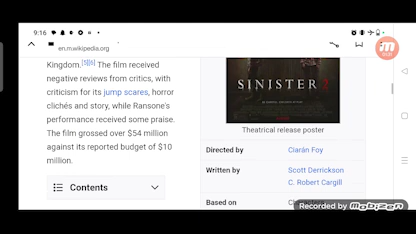 9:16
en.m.wikipedia.org
Kingdom.[5][6] The film received
negative reviews from critics, with
criticism for its jump scares, horror
clichés and story, while Ransone's
performance received some praise.
The film grossed over $54 million
against its reported budget of $10
million.
Contents
SINISTER 2
Theatrical release poster
Directed by Ciarán Foy
Written by Scott Derrickson
C. Robert Cargill
Based on Characters
Recorded by Mobizen